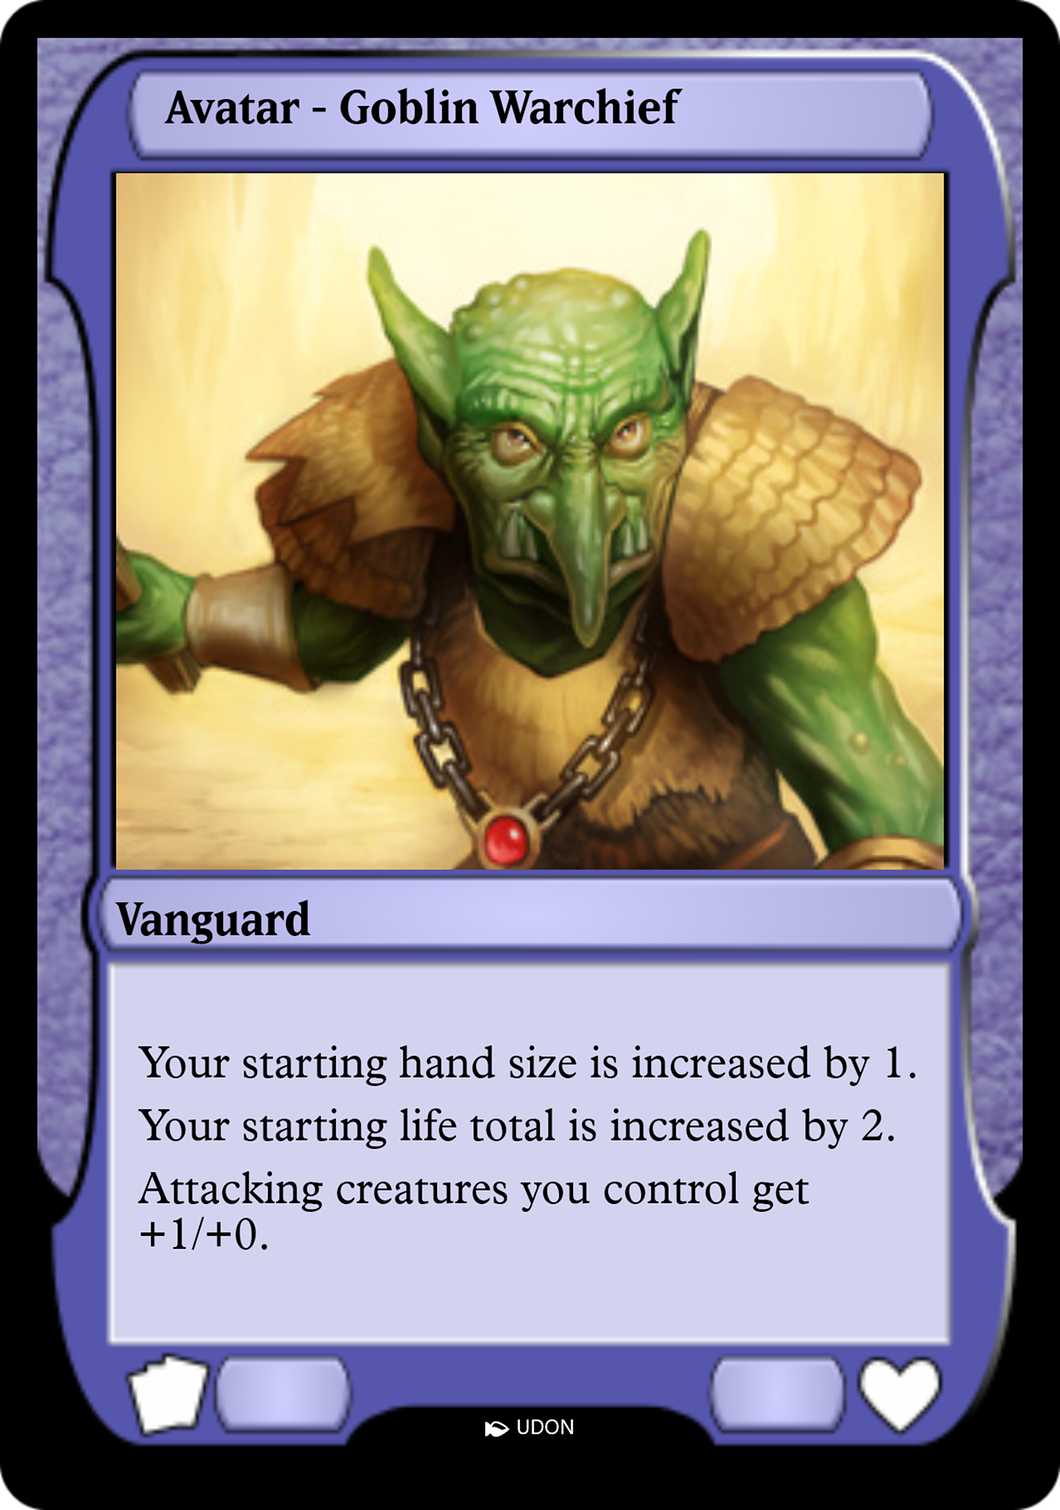 Avatar - Goblin Warchief
Vanguard
Your starting hand size is increased by 1.
Your starting life total is increased by 2.
Attacking creatures you control get
+1/+0.
UDON